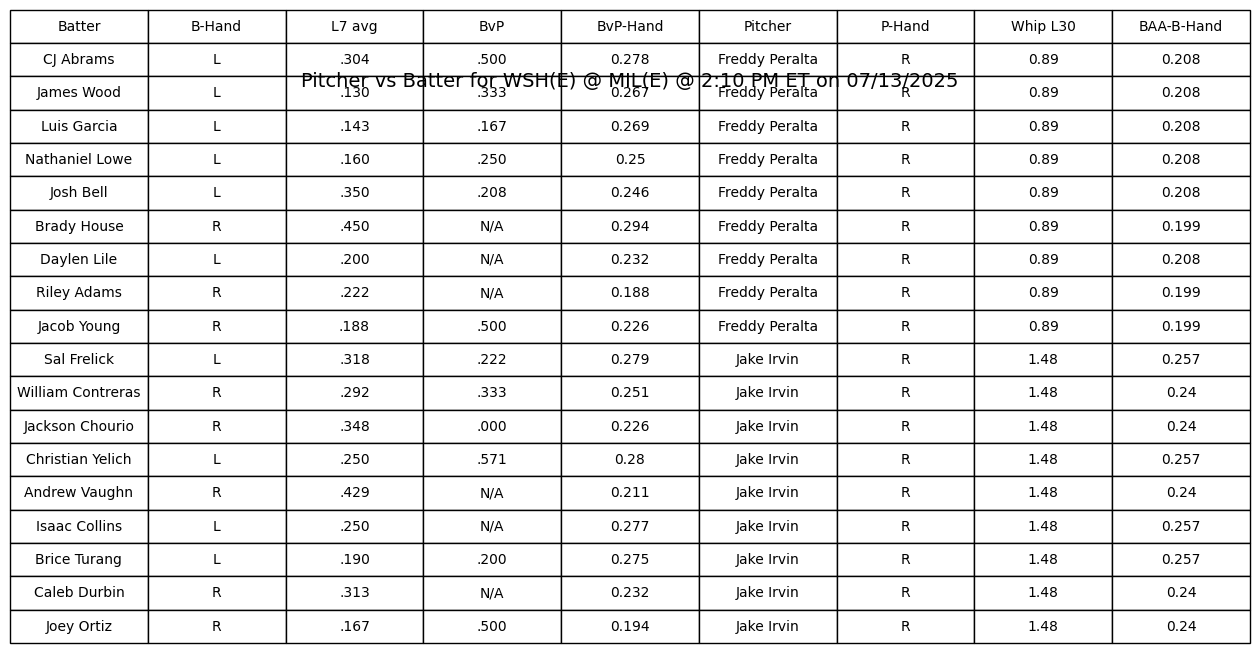 Batter B-Hand L7 avg BvP BvP-Hand Pitcher P-Hand Whip L30 BAA-B-Hand
CJ Abrams L .304 .500 0.278 Freddy Peralta R 0.89 0.208
Pitcher vs Batter for WSH(E) @ MIL(E) @ 2:10 PM ET on 07/13/2025
James Wood L .130 .333 0.267 Freddy Peralta R 0.89 0.208
Luis Garcia L .143 .167 0.269 Freddy Peralta R 0.89 0.208
Nathaniel Lowe L .160 .250 0.25 Freddy Peralta R 0.89 0.208
Josh Bell L .350 .208 0.246 Freddy Peralta R 0.89 0.208
Brady House R .450 N/A 0.294 Freddy Peralta R 0.89 0.199
Daylen Lile L .200 N/A 0.232 Freddy Peralta R 0.89 0.208
Riley Adams R .222 N/A 0.188 Freddy Peralta R 0.89 0.199
Jacob Young R .188 .500 0.226 Freddy Peralta R 0.89 0.199
Sal Frelick L .318 .222 0.279 Jake Irvin R 1.48 0.257
William Contreras R .292 .333 0.251 Jake Irvin R 1.48 0.24
Jackson Chourio R .348 .000 0.226 Jake Irvin R 1.48 0.24
Christian Yelich L .250 .571 0.28 Jake Irvin R 1.48 0.257
Andrew Vaughn R .429 N/A 0.211 Jake Irvin R 1.48 0.24
Isaac Collins L .250 N/A 0.277 Jake Irvin R 1.48 0.257
Brice Turang L .190 .200 0.275 Jake Irvin R 1.48 0.257
Caleb Durbin R .313 N/A 0.232 Jake Irvin R 1.48 0.24
Joey Ortiz R .167 .500 0.194 Jake Irvin R 1.48 0.24